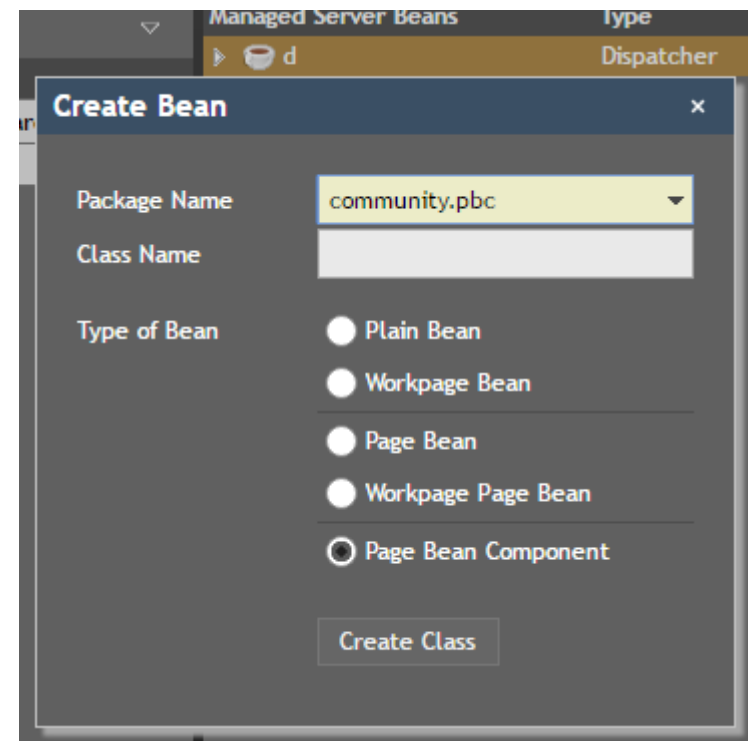 Managed Server Beans Type
d Dispatcher
Create Bean ×
Package Name community.pbc
Class Name
Type of Bean Plain Bean
Workpage Bean
Page Bean
Workpage Page Bean
Page Bean Component
Create Class